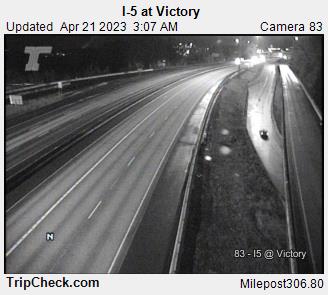 I-5 at Victory
Updated Apr 21 2023 3:07 AM Camera 83
T
N
83 - I5 @ Victory
TripCheck.com Milepost306.80